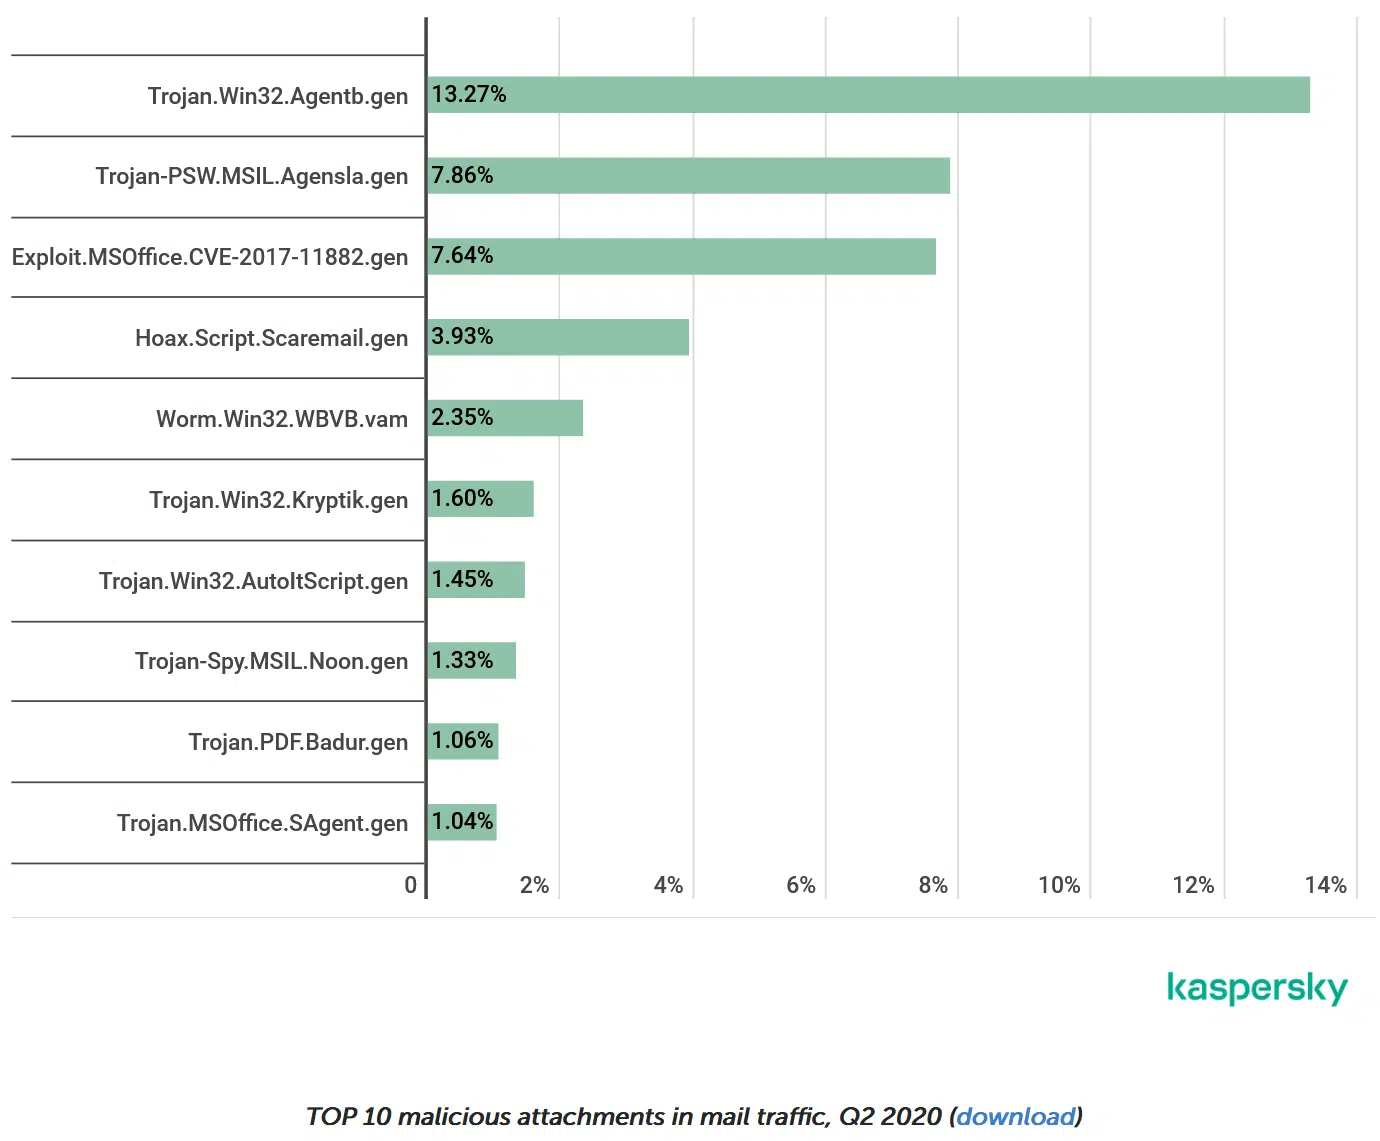 Trojan.Win32.Agentb.gen 13.27%
Trojan-PSW.MSIL.Agensla.gen 7.86%
Exploit.MSOffice.CVE-2017-11882.gen 7.64%
Hoax.Script.Scaremail.gen 3.93%
Worm.Win32.WBVB.vam 2.35%
Trojan.Win32.Kryptik.gen 1.60%
Trojan.Win32.AutoItScript.gen 1.45%
Trojan-Spy.MSIL.Noon.gen 1.33%
Trojan.PDF.Badur.gen 1.06%
Trojan.MSOffice.SAgent.gen 1.04%
0 2% 4% 6% 8% 10% 12% 14%
kaspersky
TOP 10 malicious attachments in mail traffic, Q2 2020 (download)